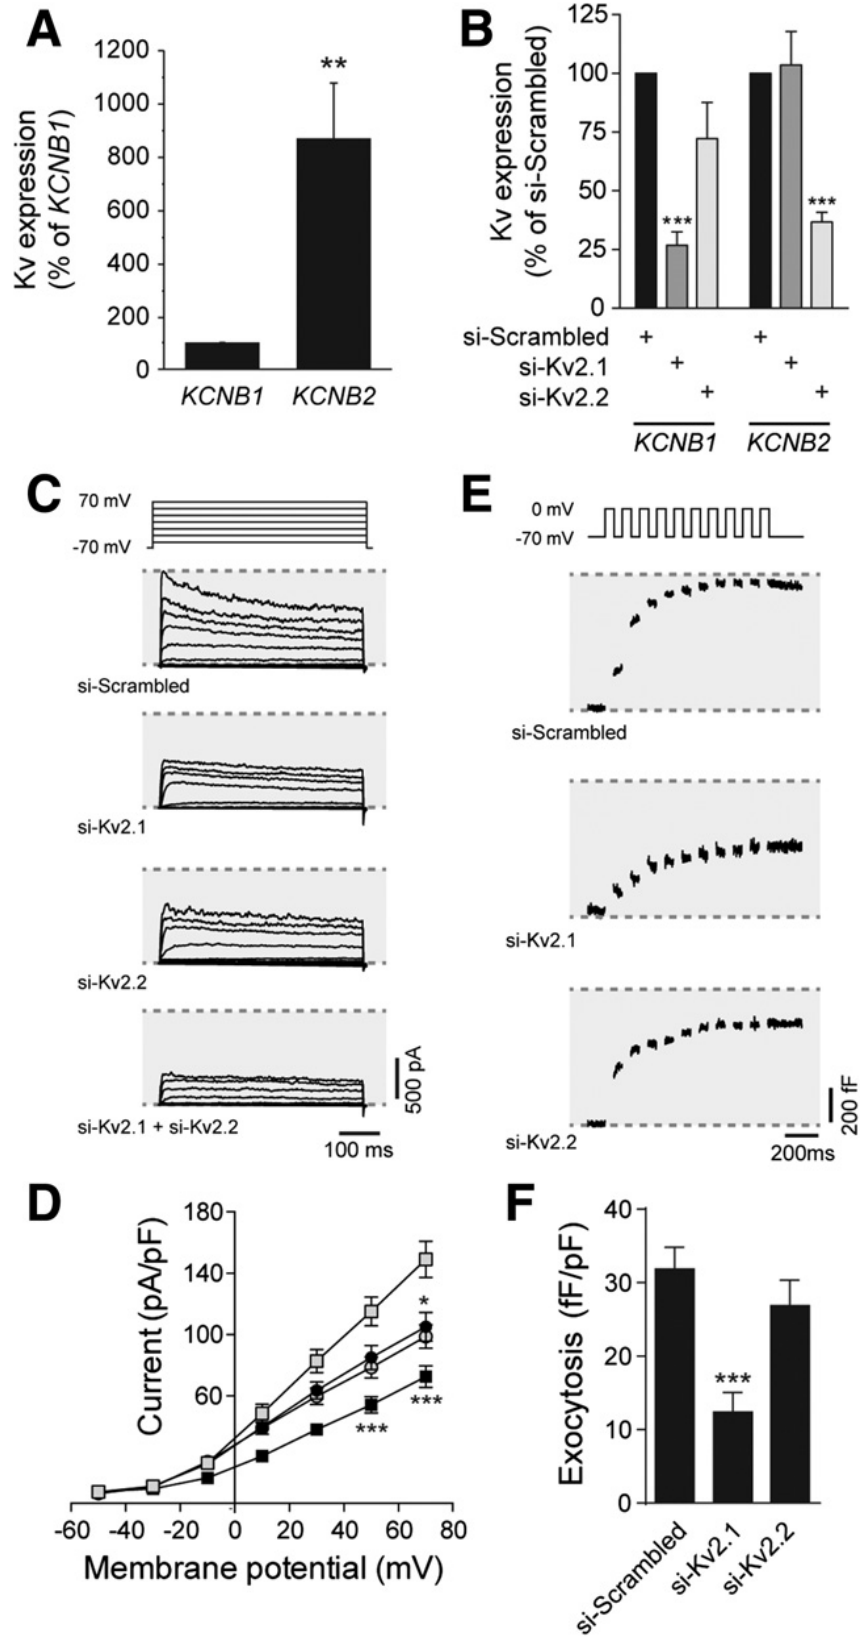 A
Kv expression
(% of KCNB1)
1200
1000
800
600
400
200
0
**
KCNB1 KCNB2
B
Kv expression
(% of si-Scrambled)
125
100
75
50
25
0
***
***
si-Scrambled + +
si-Kv2.1 + +
si-Kv2.2 + +
KCNB1 KCNB2
C
70 mV
-70 mV
si-Scrambled
si-Kv2.1
si-Kv2.2
si-Kv2.1 + si-Kv2.2
500 pA
100 ms
E
0 mV
-70 mV
si-Scrambled
si-Kv2.1
si-Kv2.2
200 fF
200ms
D
Current (pA/pF)
180
140
100
60
*
***
***
-60 -40 -20 0 20 40 60 80
Membrane potential (mV)
F
Exocytosis (fF/pF)
40
30
20
10
0
***
si-Scrambled
si-Kv2.1
si-Kv2.2